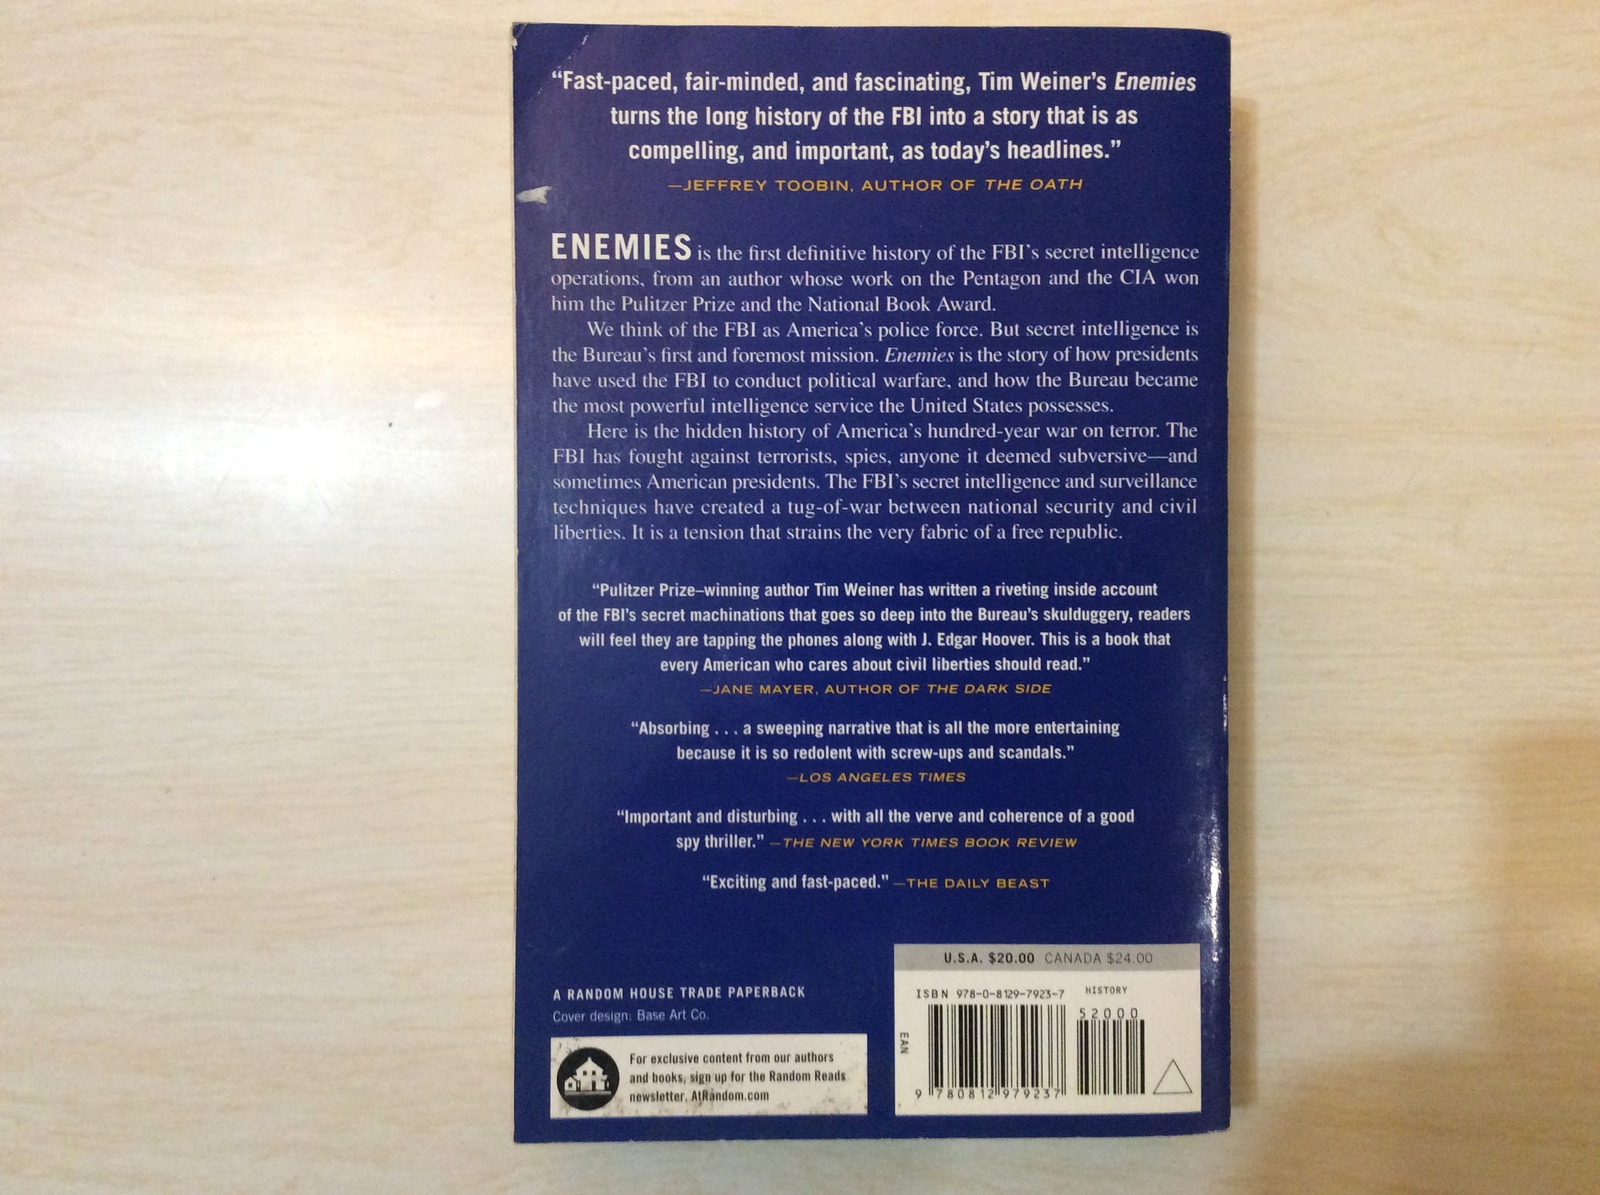 “Fast-paced, fair-minded, and fascinating, Tim Weiner’s Enemies
turns the long history of the FBI into a story that is as
compelling, and important, as today’s headlines.”
—JEFFREY TOOBIN, AUTHOR OF THE OATH
ENEMIES is the first definitive history of the FBI’s secret intelligence
operations, from an author whose work on the Pentagon and the CIA won
him the Pulitzer Prize and the National Book Award.
We think of the FBI as America’s police force. But secret intelligence is
the Bureau’s first and foremost mission. Enemies is the story of how presidents
have used the FBI to conduct political warfare, and how the Bureau became
the most powerful intelligence service the United States possesses.
Here is the hidden history of America’s hundred-year war on terror. The
FBI has fought against terrorists, spies, anyone it deemed subversive—and
sometimes American presidents. The FBI’s secret intelligence and surveillance
techniques have created a tug-of-war between national security and civil
liberties. It is a tension that strains the very fabric of a free republic.
“Pulitzer Prize–winning author Tim Weiner has written a riveting inside account
of the FBI’s secret machinations that goes so deep into the Bureau’s skulduggery, readers
will feel they are tapping the phones along with J. Edgar Hoover. This is a book that
every American who cares about civil liberties should read.”
—JANE MAYER, AUTHOR OF THE DARK SIDE
“Absorbing . . . a sweeping narrative that is all the more entertaining
because it is so redolent with screw-ups and scandals.”
—LOS ANGELES TIMES
“Important and disturbing . . . with all the verve and coherence of a good
spy thriller.” —THE NEW YORK TIMES BOOK REVIEW
“Exciting and fast-paced.” —THE DAILY BEAST
A RANDOM HOUSE TRADE PAPERBACK
Cover design: Base Art Co.
For exclusive content from our authors
and books, sign up for the Random Reads
newsletter. AtRandom.com
U.S.A. $20.00 CANADA $24.00
ISBN 978-0-8129-7923-7 HISTORY
52000
EAN
9 780812 979237